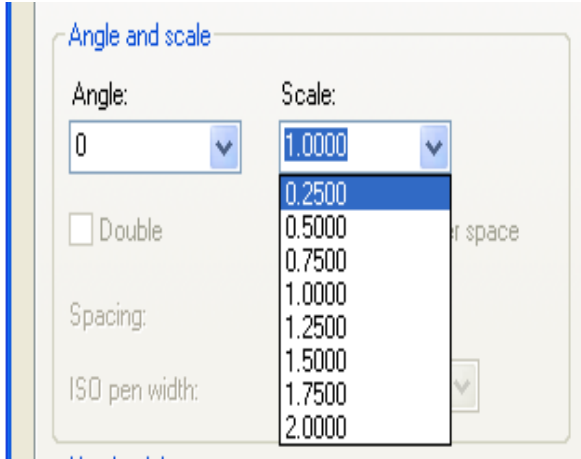 Angle and scale
Angle: Scale:
0 1.0000
0.2500
Double 0.5000 space
0.7500
1.0000
Spacing: 1.2500
1.5000
ISO pen width: 1.7500
2.0000